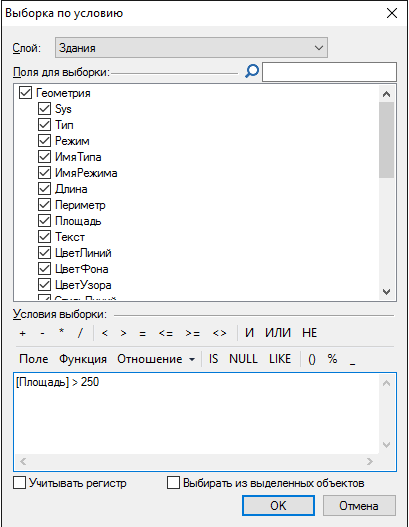 Выборка по условию
Слой: Здания
Поля для выборки:
Геометрия
Sys
Тип
Режим
ИмяТипа
ИмяРежима
Длина
Периметр
Площадь
Текст
ЦветЛиний
ЦветФона
ЦветУзора
СтильЛиний
Условия выборки:
+ - * / < > = <= >= <> И ИЛИ НЕ
Поле Функция Отношение IS NULL LIKE () % _
[Площадь] > 250
Учитывать регистр Выбирать из выделенных объектов
OK Отмена